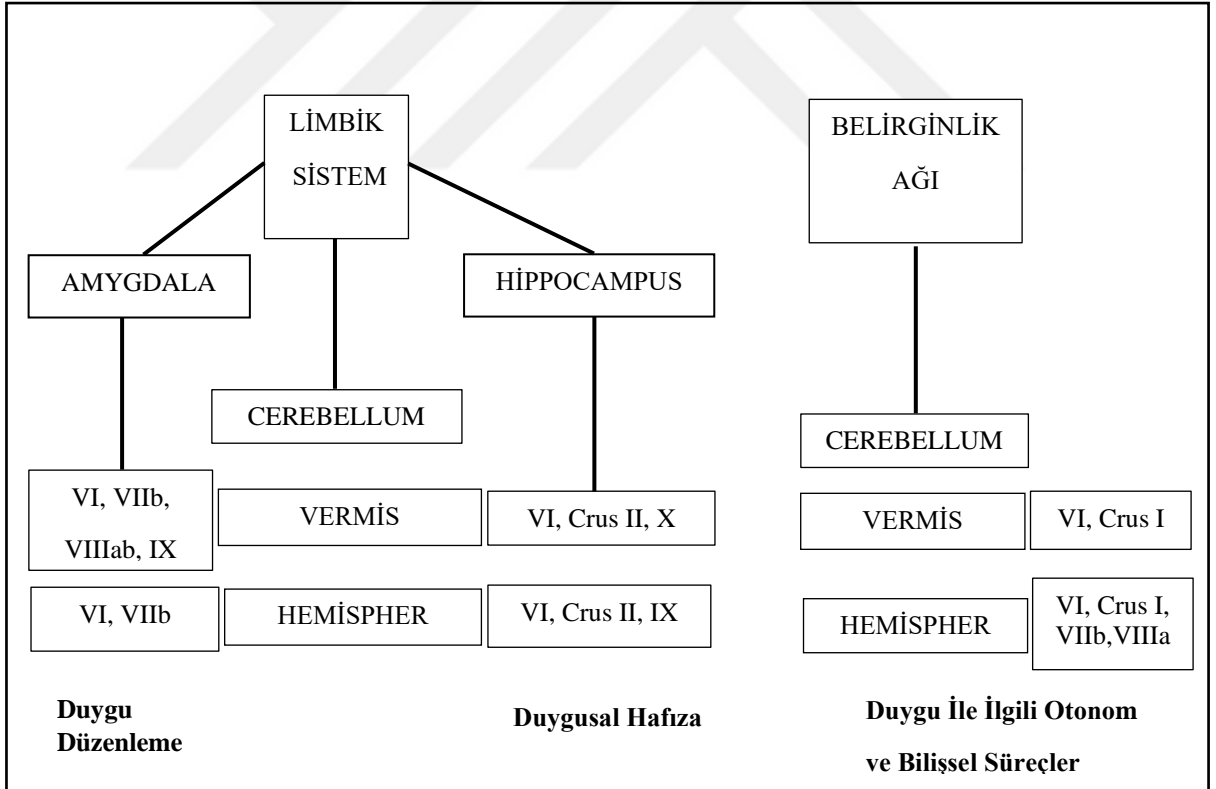 LİMBİK
SİSTEM
BELİRGİNLİK
AĞI
AMYGDALA
HİPPOCAMPUS
CEREBELLUM
CEREBELLUM
VI, VIIb,
VIIIab, IX
VERMİS
VI, Crus II, X
VERMİS
VI, Crus I
VI, VIIb
HEMİSPHER
VI, Crus II, IX
HEMİSPHER
VI, Crus I,
VIIb,VIIIa
Duygu
Düzenleme
Duygusal Hafıza
Duygu İle İlgili Otonom
ve Bilişsel Süreçler